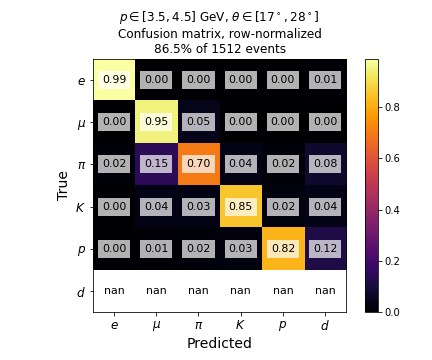 p ∈ [3.5, 4.5] GeV, θ ∈ [17°, 28°]
Confusion matrix, row-normalized
86.5% of 1512 events
e 0.99 0.00 0.00 0.00 0.00 0.01
μ 0.00 0.95 0.05 0.00 0.00 0.00
π 0.02 0.15 0.70 0.04 0.02 0.08
K 0.00 0.04 0.03 0.85 0.02 0.04
p 0.00 0.01 0.02 0.03 0.82 0.12
d nan nan nan nan nan nan
e μ π K p d
Predicted
True
0.8
0.6
0.4
0.2
0.0